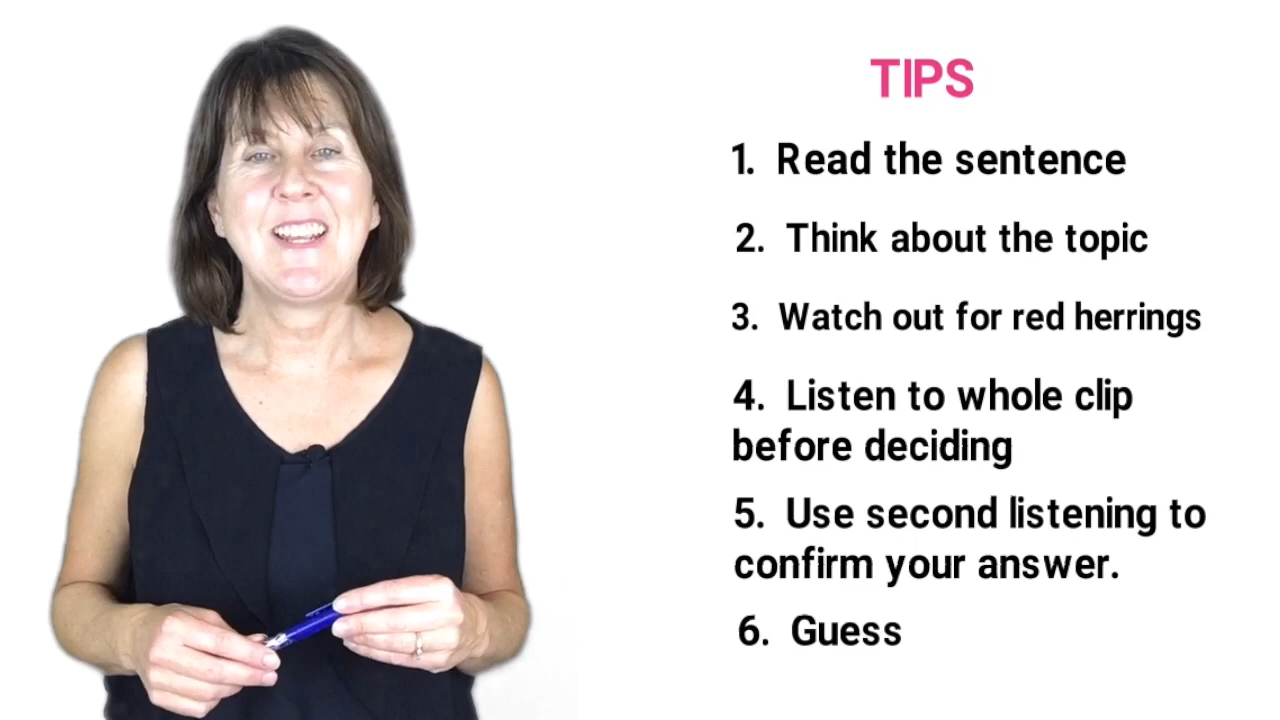 TIPS
1. Read the sentence
2. Think about the topic
3. Watch out for red herrings
4. Listen to whole clip
before deciding
5. Use second listening to
confirm your answer.
6. Guess